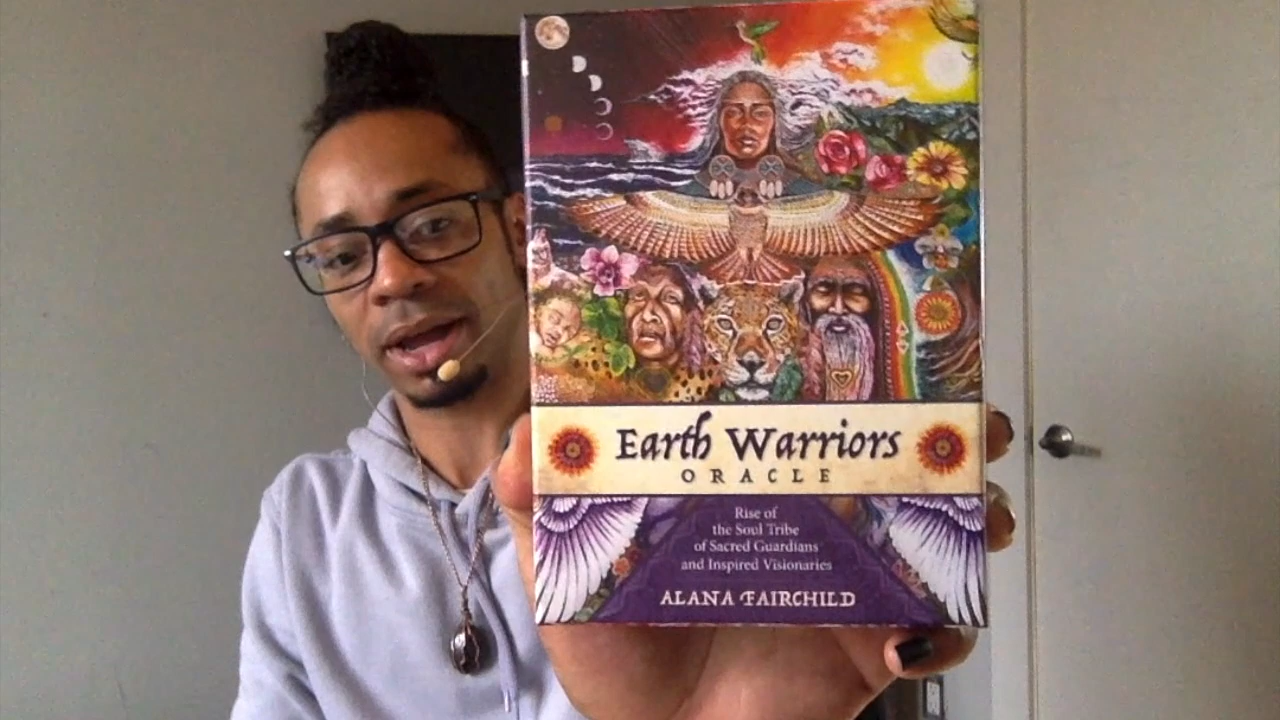 Earth Warriors
ORACLE
Rise of
the Soul Tribe
of Sacred Guardians
and Inspired Visionaries
ALANA FAIRCHILD